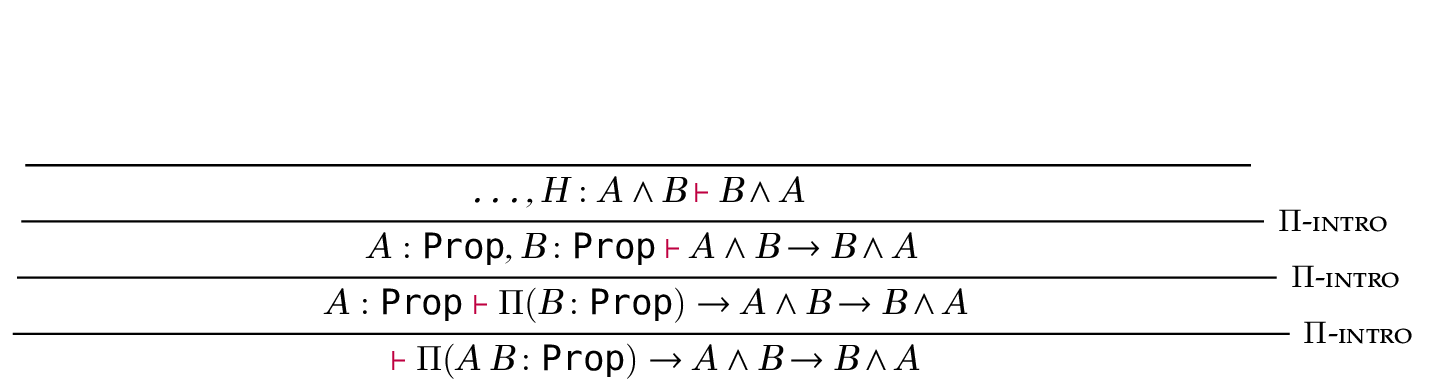 ..., H : A ∧ B ⊢ B ∧ A
Π-INTRO
A : Prop, B : Prop ⊢ A ∧ B → B ∧ A
Π-INTRO
A : Prop ⊢ Π(B : Prop) → A ∧ B → B ∧ A
Π-INTRO
⊢ Π(A B : Prop) → A ∧ B → B ∧ A